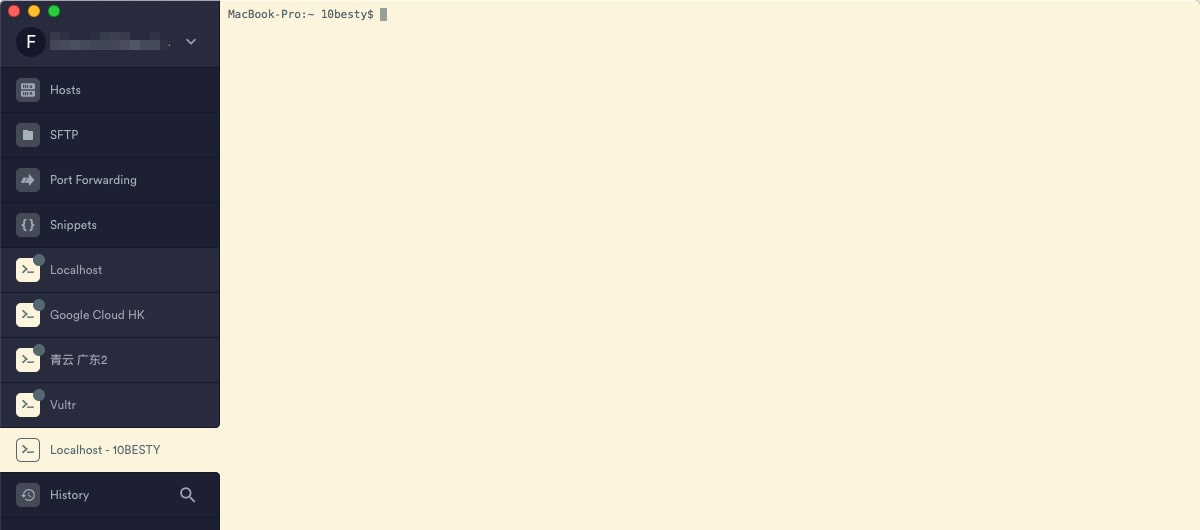 MacBook-Pro:~ 10besty$
F
Hosts
SFTP
Port Forwarding
Snippets
Localhost
Google Cloud HK
青云 广东2
Vultr
Localhost - 10BESTY
History